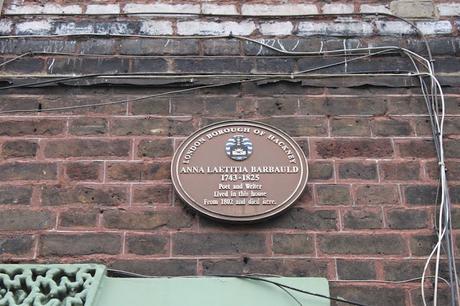 LONDON BOROUGH OF HACKNEY
ANNA LAETITIA BARBAULD
1743-1825
Poet and Writer
Lived in this house
From 1802 and died here.